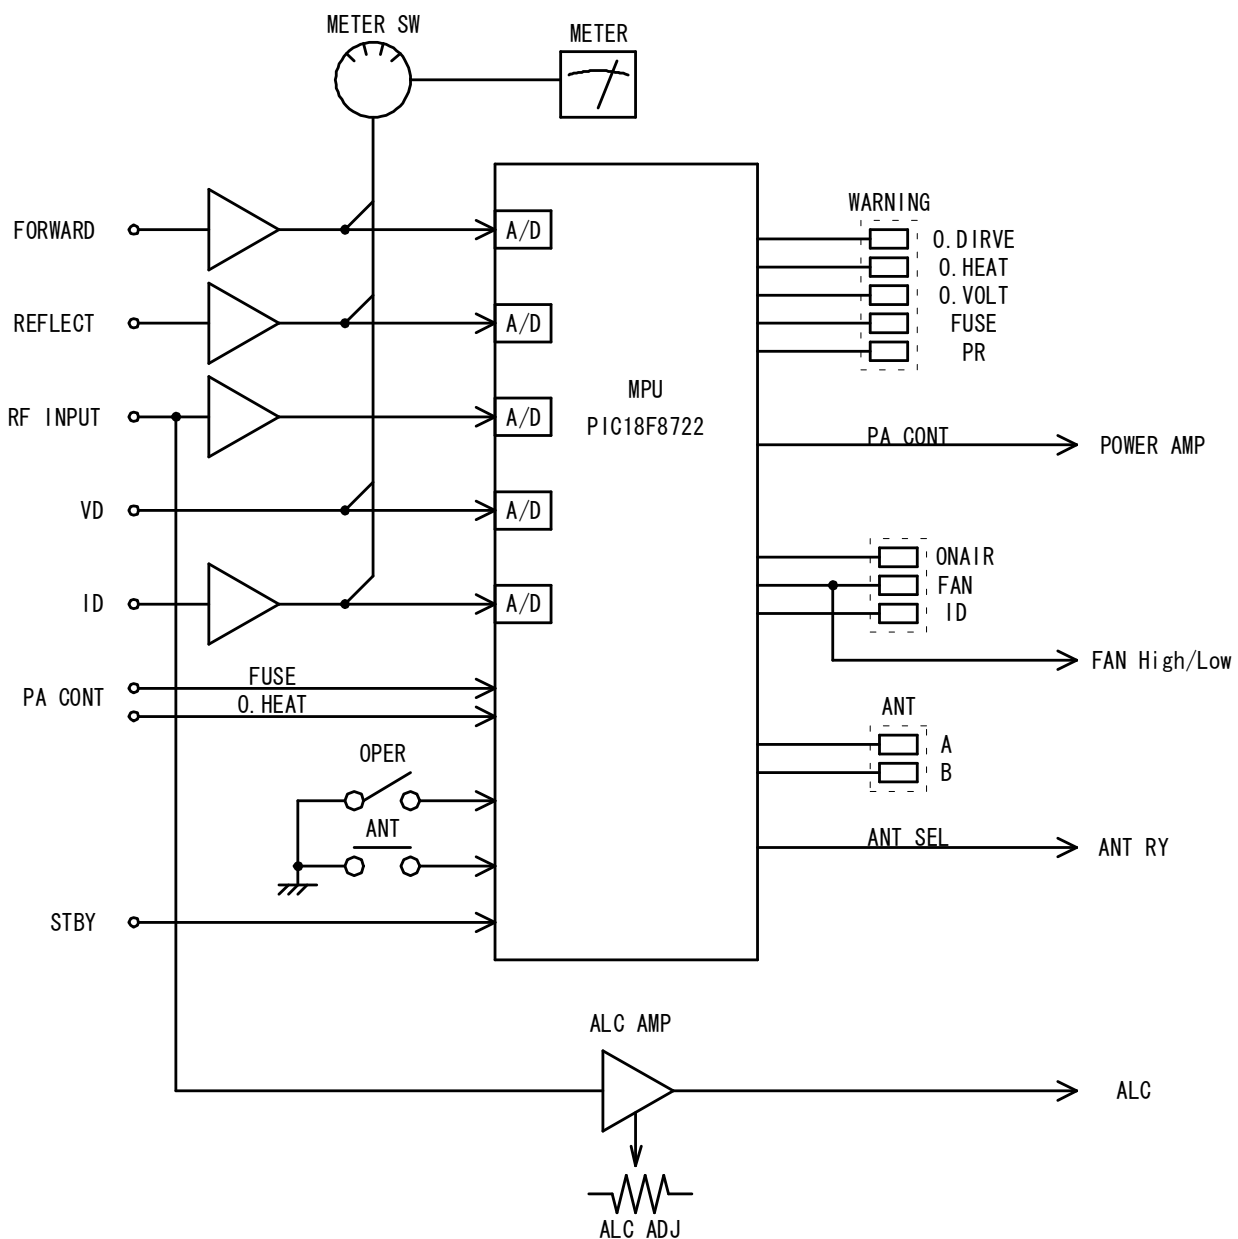 METER SW
METER
FORWARD
A/D
WARNING
O.DIRVE
O.HEAT
O.VOLT
FUSE
PR
REFLECT
A/D
MPU
PIC18F8722
RF INPUT
A/D
PA CONT
POWER AMP
VD
A/D
ONAIR
FAN
ID
ID
A/D
FAN High/Low
PA CONT
FUSE
O.HEAT
ANT
A
B
OPER
ANT
ANT SEL
ANT RY
STBY
ALC AMP
ALC
ALC ADJ